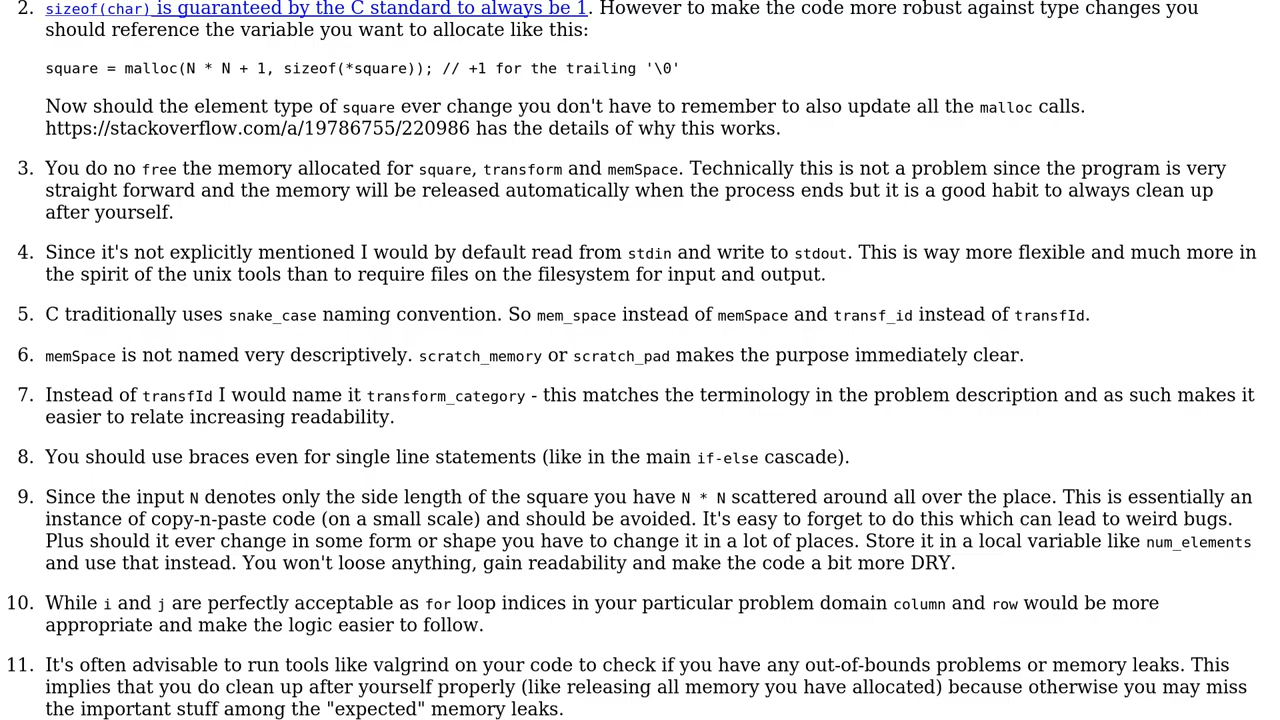 2. sizeof(char) is guaranteed by the C standard to always be 1. However to make the code more robust against type changes you
should reference the variable you want to allocate like this:
square = malloc(N * N + 1, sizeof(*square)); // +1 for the trailing '\0'
Now should the element type of square ever change you don't have to remember to also update all the malloc calls.
https://stackoverflow.com/a/19786755/220986 has the details of why this works.
3. You do no free the memory allocated for square, transform and memSpace. Technically this is not a problem since the program is very
straight forward and the memory will be released automatically when the process ends but it is a good habit to always clean up
after yourself.
4. Since it's not explicitly mentioned I would by default read from stdin and write to stdout. This is way more flexible and much more in
the spirit of the unix tools than to require files on the filesystem for input and output.
5. C traditionally uses snake_case naming convention. So mem_space instead of memSpace and transf_id instead of transfId.
6. memSpace is not named very descriptively. scratch_memory or scratch_pad makes the purpose immediately clear.
7. Instead of transfId I would name it transform_category - this matches the terminology in the problem description and as such makes it
easier to relate increasing readability.
8. You should use braces even for single line statements (like in the main if-else cascade).
9. Since the input N denotes only the side length of the square you have N * N scattered around all over the place. This is essentially an
instance of copy-n-paste code (on a small scale) and should be avoided. It's easy to forget to do this which can lead to weird bugs.
Plus should it ever change in some form or shape you have to change it in a lot of places. Store it in a local variable like num_elements
and use that instead. You won't loose anything, gain readability and make the code a bit more DRY.
10. While i and j are perfectly acceptable as for loop indices in your particular problem domain column and row would be more
appropriate and make the logic easier to follow.
11. It's often advisable to run tools like valgrind on your code to check if you have any out-of-bounds problems or memory leaks. This
implies that you do clean up after yourself properly (like releasing all memory you have allocated) because otherwise you may miss
the important stuff among the "expected" memory leaks.